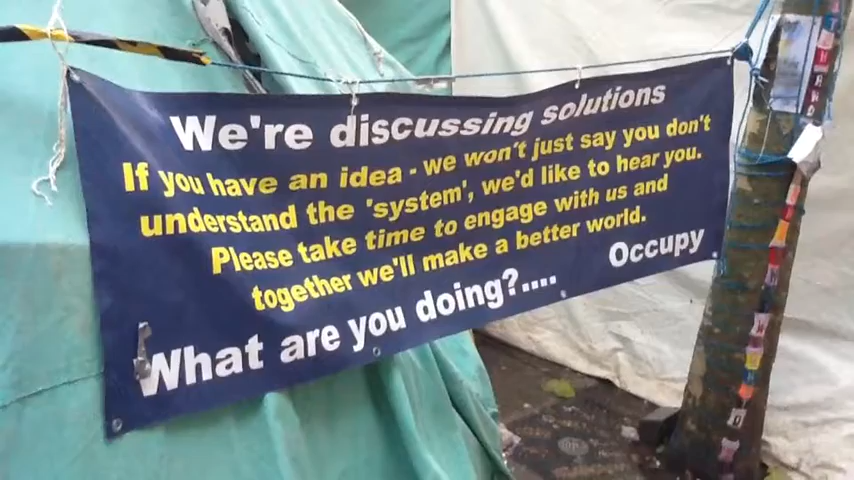 We're discussing solutions
If you have an idea - we won't just say you don't
understand the 'system', we'd like to hear you.
Please take time to engage with us and
together we'll make a better world.
Occupy
What are you doing?....